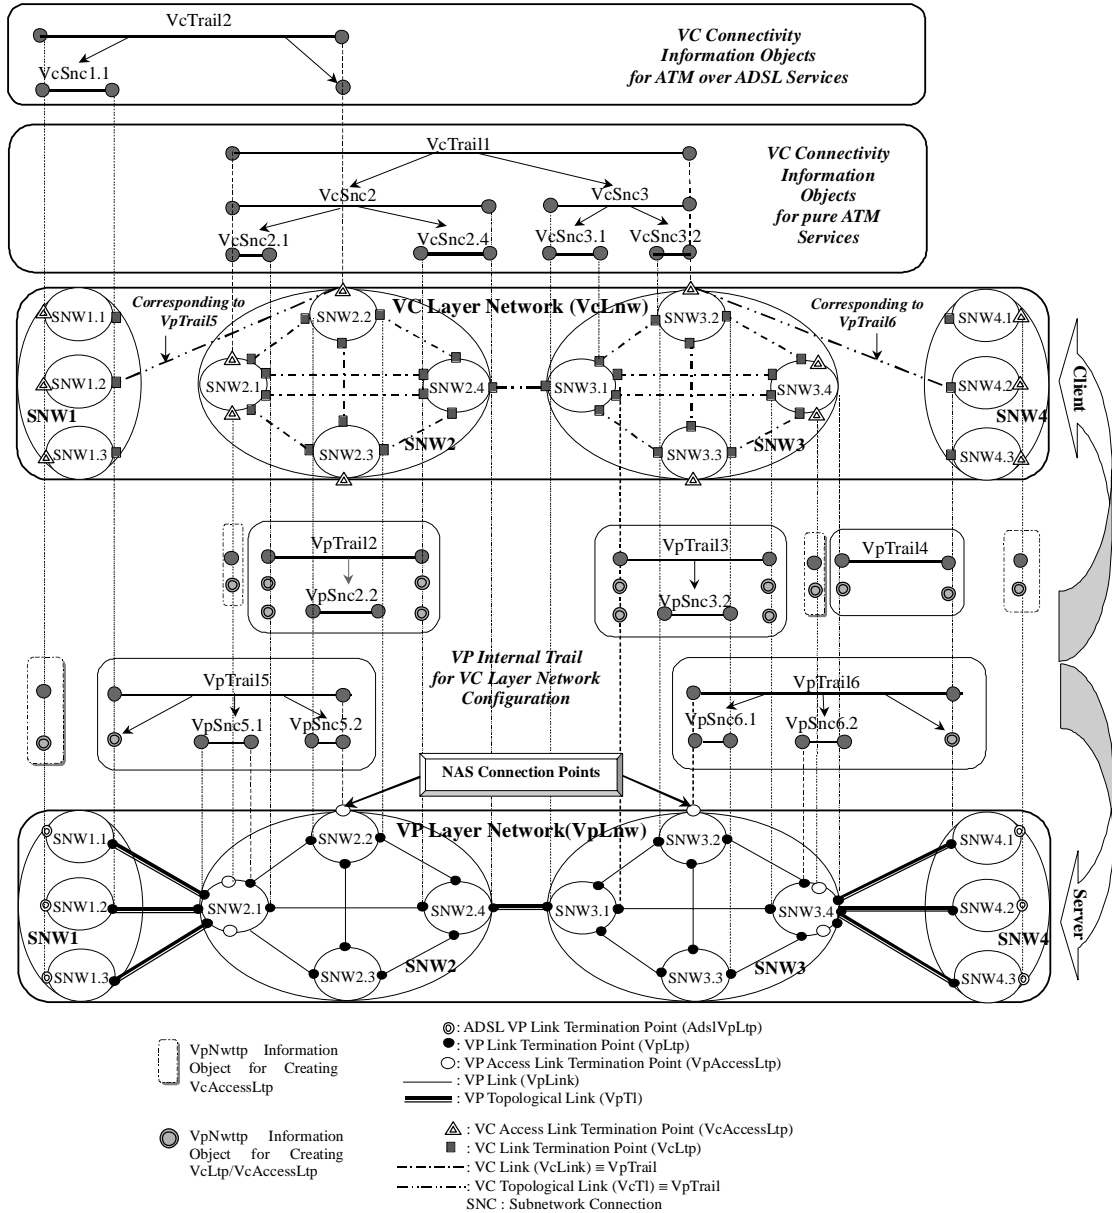 VcTrail2
VC Connectivity
Information Objects
for ATM over ADSL Services
VcSnc1.1
VcTrail1
VC Connectivity
Information
Objects
for pure ATM
Services
VcSnc2
VcSnc3
VcSnc2.1
VcSnc2.4
VcSnc3.1
VcSnc3.2
Corresponding to
VpTrail5
VC Layer Network (VcLnw)
Corresponding to
VpTrail6
SNW1.1
SNW2.2
SNW3.2
SNW4.1
SNW1.2
SNW2.1
SNW2.4
SNW3.1
SNW3.4
SNW4.2
SNW1
SNW2
SNW3
SNW4
SNW1.3
SNW2.3
SNW3.3
SNW4.3
Client
VpTrail2
VpTrail3
VpTrail4
VpSnc2.2
VpSnc3.2
VP Internal Trail
for VC Layer Network
Configuration
VpTrail5
VpTrail6
VpSnc5.1
VpSnc5.2
VpSnc6.1
VpSnc6.2
NAS Connection Points
VP Layer Network(VpLnw)
SNW1.1
SNW2.2
SNW3.2
SNW4.1
SNW1.2
SNW2.1
SNW2.4
SNW3.1
SNW3.4
SNW4.2
SNW1
SNW2
SNW3
SNW4
SNW1.3
SNW2.3
SNW3.3
SNW4.3
Server
VpNwttp Information
Object for Creating
VcAccessLtp
VpNwttp Information
Object for Creating
VcLtp/VcAccessLtp
: ADSL VP Link Termination Point (AdslVpLtp)
: VP Link Termination Point (VpLtp)
: VP Access Link Termination Point (VpAccessLtp)
: VP Link (VpLink)
: VP Topological Link (VpTl)
: VC Access Link Termination Point (VcAccessLtp)
: VC Link Termination Point (VcLtp)
: VC Link (VcLink) ≡ VpTrail
: VC Topological Link (VcTl) ≡ VpTrail
SNC : Subnetwork Connection